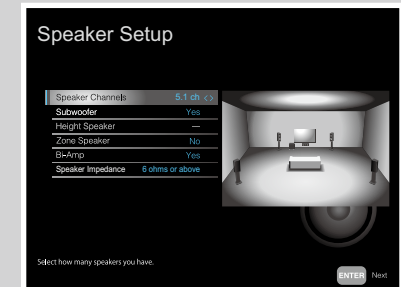 Speaker Setup
Speaker Channels 5.1 ch <>
Subwoofer Yes
Height Speaker —
Zone Speaker No
Bi-Amp Yes
Speaker Impedance 6 ohms or above
Select how many speakers you have.
ENTER Next